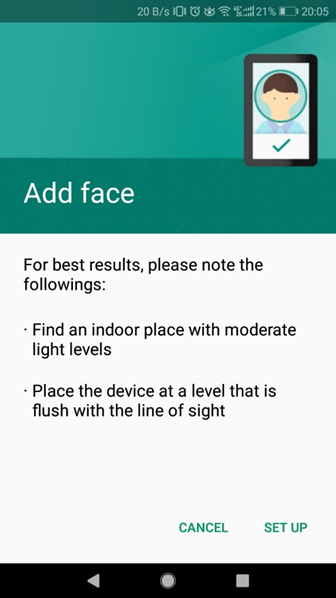 20 B/s 21% 20:05
Add face
For best results, please note the
followings:
· Find an indoor place with moderate
light levels
· Place the device at a level that is
flush with the line of sight
CANCEL SET UP